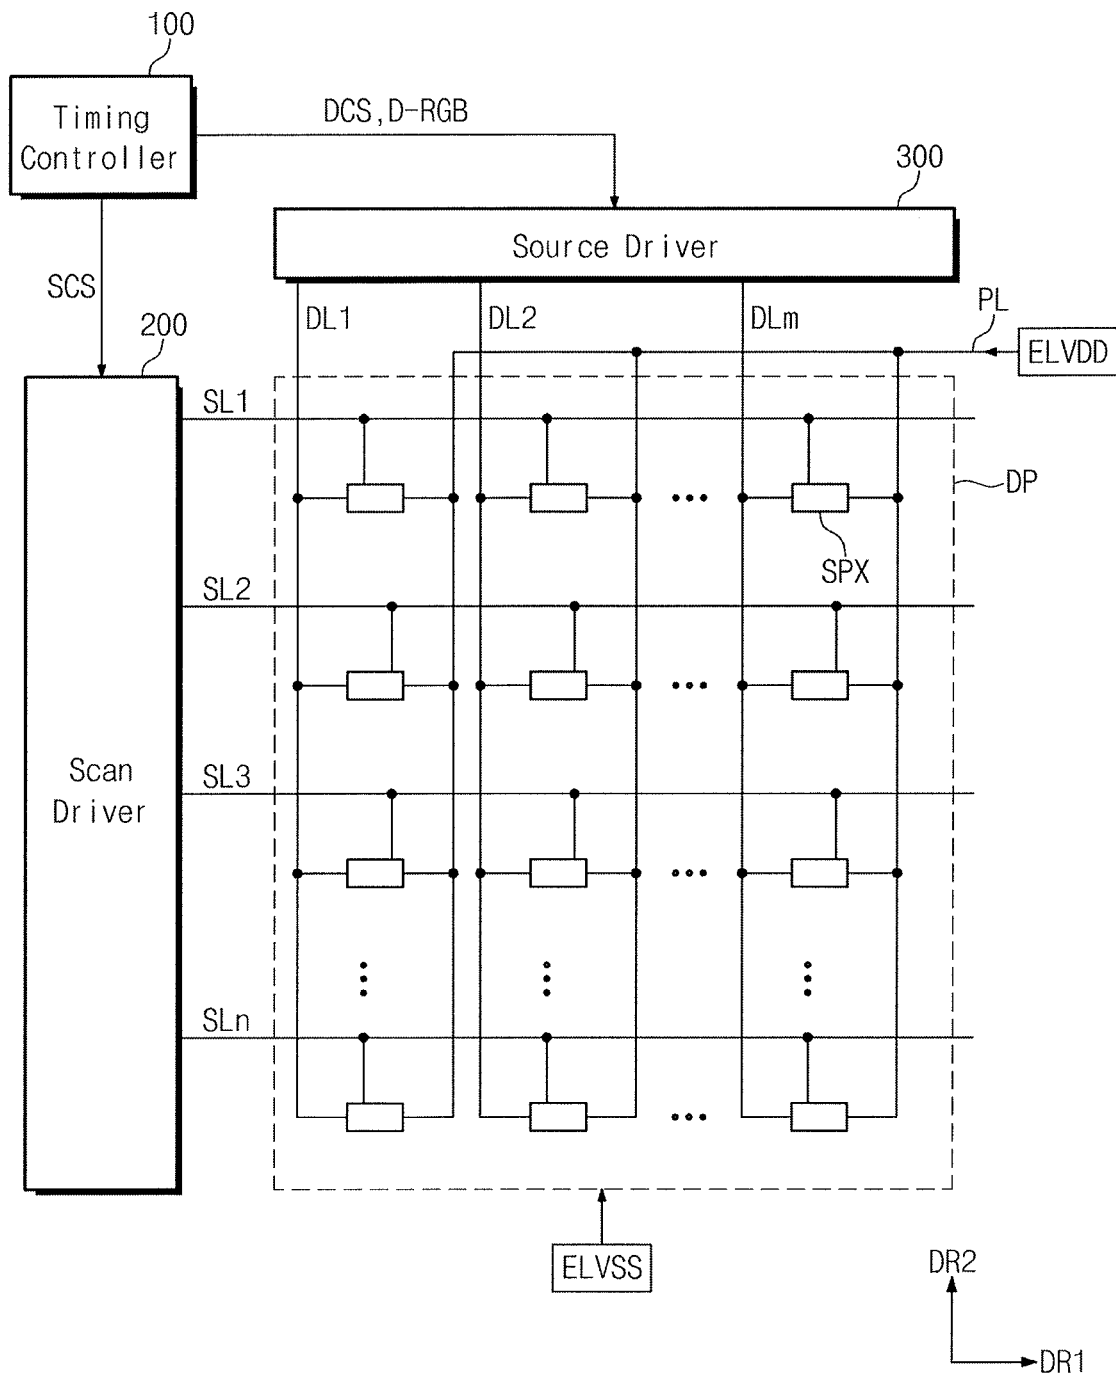 100
Timing
Controller
DCS,D-RGB
300
Source Driver
SCS
200
DL1
DL2
DLm
PL
ELVDD
SL1
DP
SPX
SL2
Scan
Driver
SL3
SLn
ELVSS
DR2
DR1